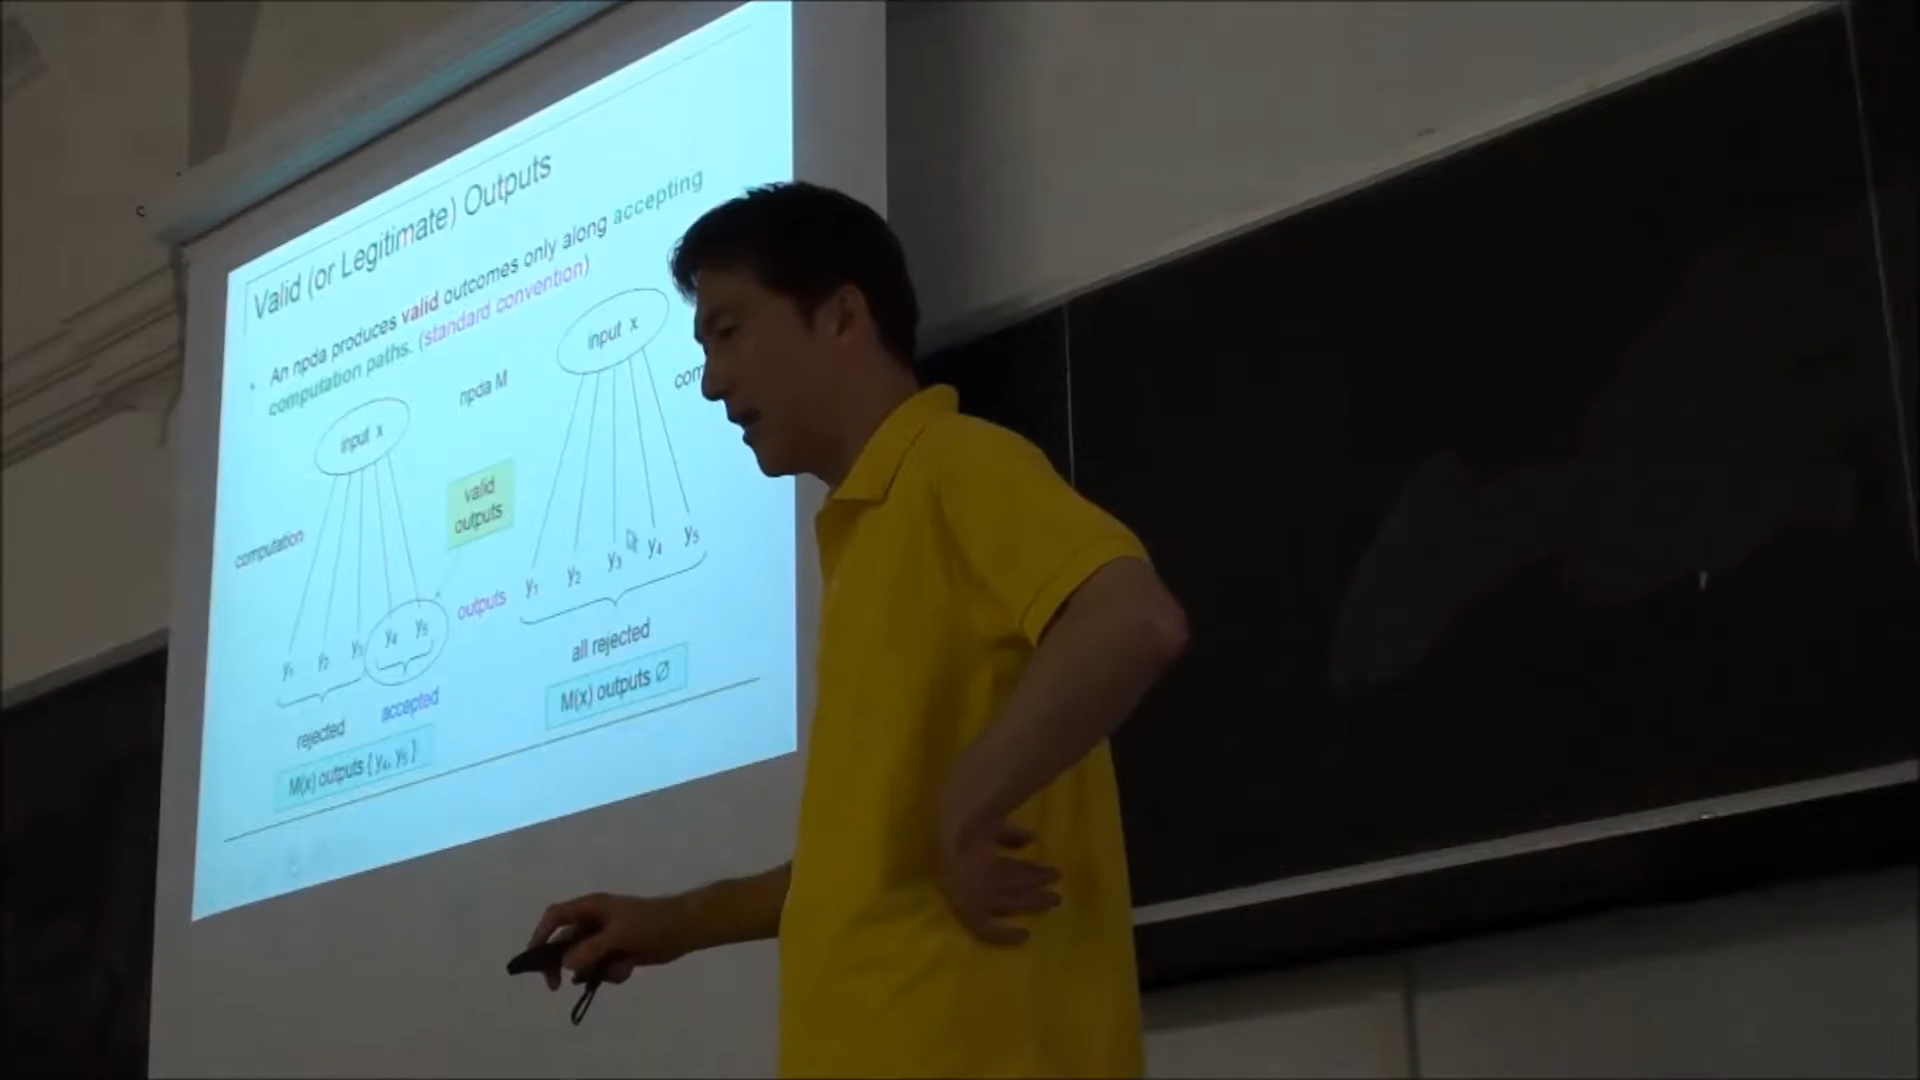 Valid (or Legitimate) Outputs
• An npda produces valid outcomes only along accepting
computation paths. (standard convention)
input x
npda M
input x
com
computation
valid
outputs
y1 y2 y3 y4 y5
outputs
y1 y2 y3 y4 y5
rejected
accepted
all rejected
M(x) outputs { y4, y5 }
M(x) outputs ∅